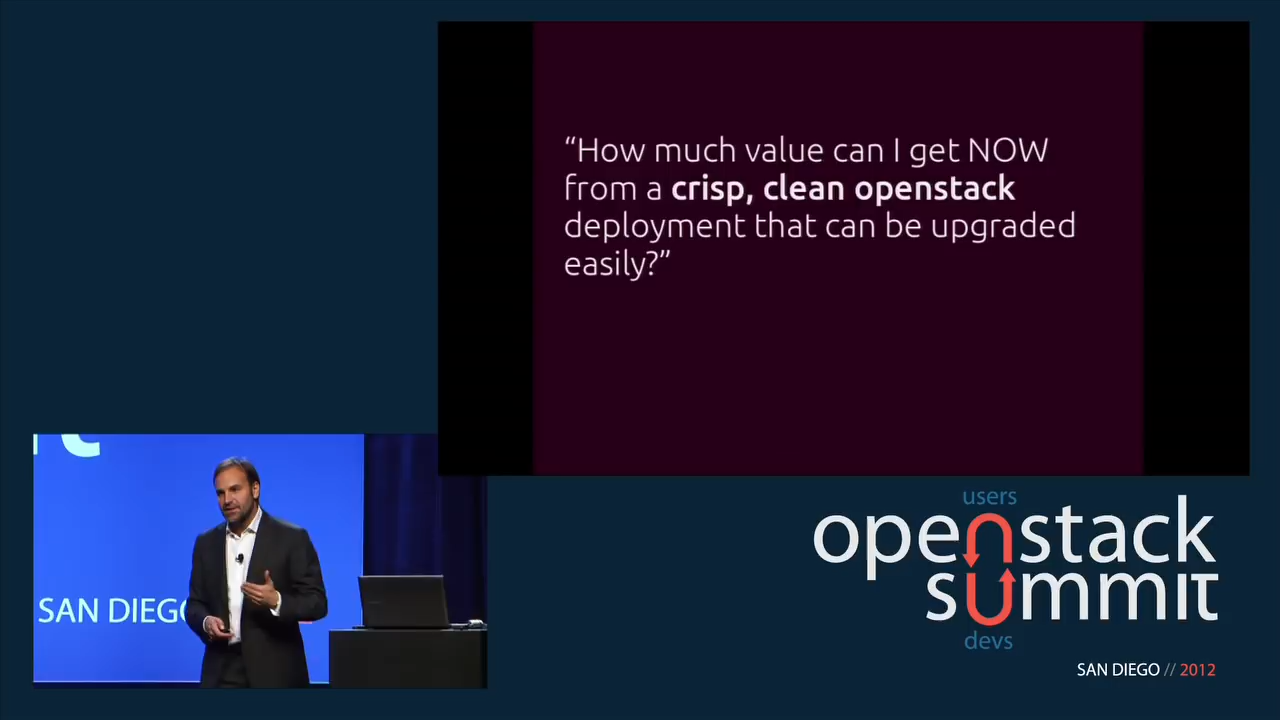 “How much value can I get NOW
from a crisp, clean openstack
deployment that can be upgraded
easily?”
SAN DIEGO
users
openstack
summit
devs
SAN DIEGO // 2012